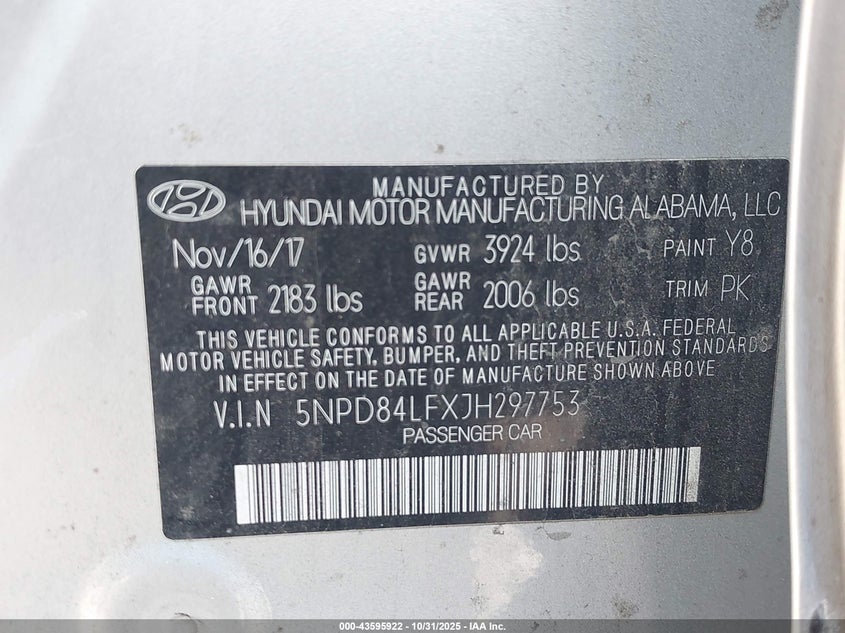 MANUFACTURED BY
HYUNDAI MOTOR MANUFACTURING ALABAMA, LLC
Nov/16/17 GVWR 3924 lbs PAINT Y8
GAWR FRONT 2183 lbs GAWR REAR 2006 lbs TRIM PK
THIS VEHICLE CONFORMS TO ALL APPLICABLE U.S.A. FEDERAL
MOTOR VEHICLE SAFETY, BUMPER, AND THEFT PREVENTION STANDARDS
IN EFFECT ON THE DATE OF MANUFACTURE SHOWN ABOVE.
V.I.N 5NPD84LFXJH297753
PASSENGER CAR
000-43595922 - 10/31/2025 - IAA Inc.